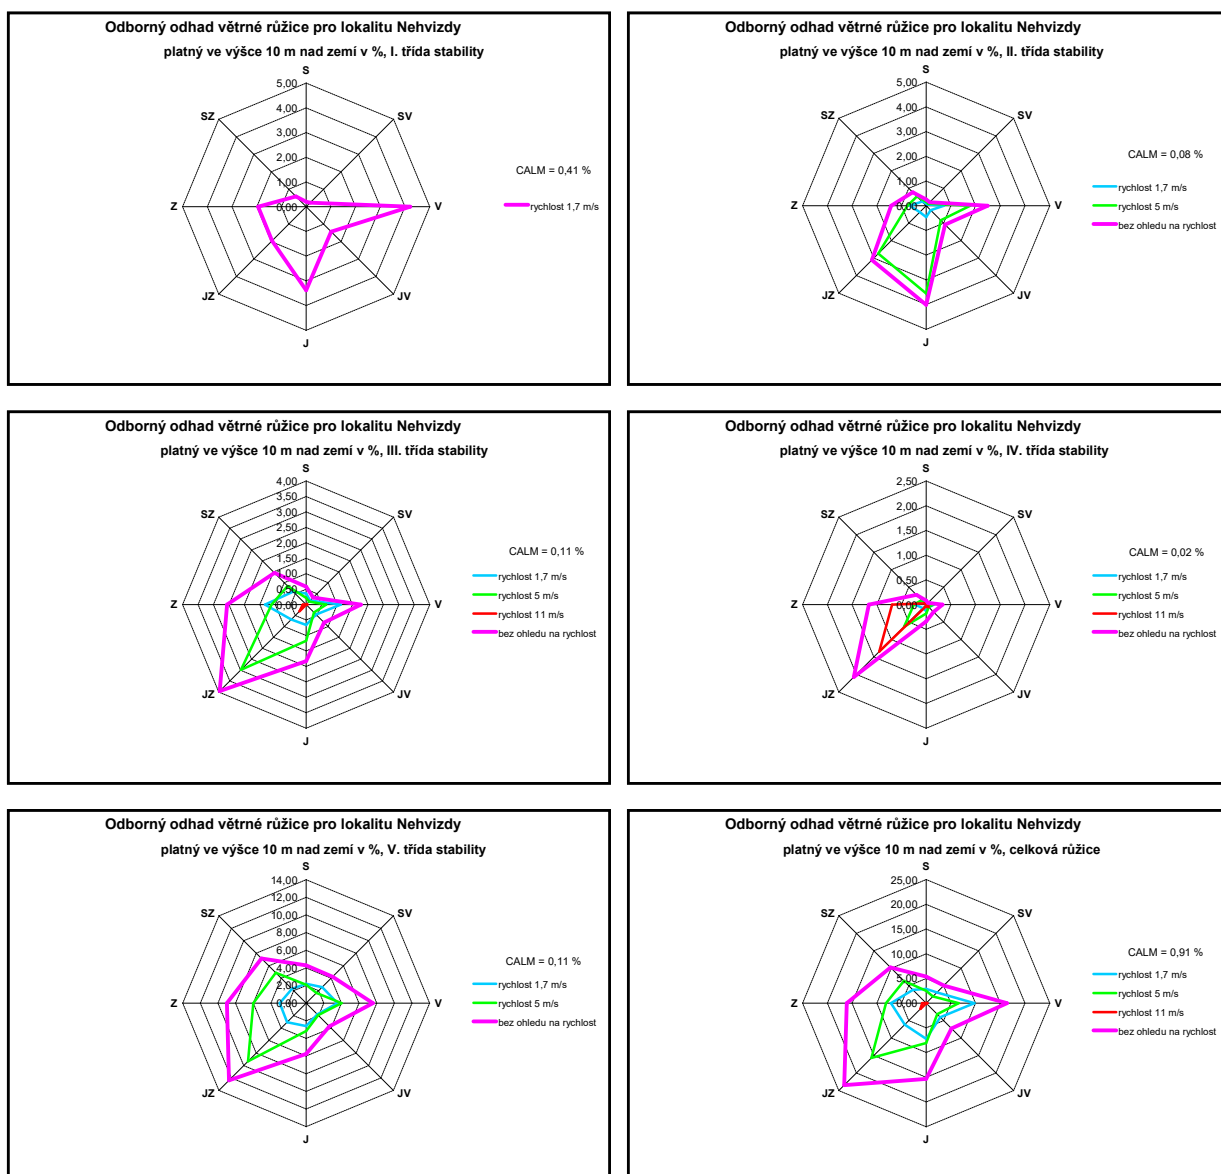 Odborný odhad větrné růžice pro lokalitu Nehvizdy
platný ve výšce 10 m nad zemí v %, I. třída stability
S
5,00
4,00
3,00
2,00
1,00
0,00
SZ
SV
Z
V
JZ
JV
J
CALM = 0,41 %
rychlost 1,7 m/s
Odborný odhad větrné růžice pro lokalitu Nehvizdy
platný ve výšce 10 m nad zemí v %, II. třída stability
S
5,00
4,00
3,00
2,00
1,00
0,00
SZ
SV
Z
V
JZ
JV
J
CALM = 0,08 %
rychlost 1,7 m/s
rychlost 5 m/s
bez ohledu na rychlost
Odborný odhad větrné růžice pro lokalitu Nehvizdy
platný ve výšce 10 m nad zemí v %, III. třída stability
S
4,00
3,50
3,00
2,50
2,00
1,50
1,00
0,50
0,00
SZ
SV
Z
V
JZ
JV
J
CALM = 0,11 %
rychlost 1,7 m/s
rychlost 5 m/s
rychlost 11 m/s
bez ohledu na rychlost
Odborný odhad větrné růžice pro lokalitu Nehvizdy
platný ve výšce 10 m nad zemí v %, IV. třída stability
S
2,50
2,00
1,50
1,00
0,50
0,00
SZ
SV
Z
V
JZ
JV
J
CALM = 0,02 %
rychlost 1,7 m/s
rychlost 5 m/s
rychlost 11 m/s
bez ohledu na rychlost
Odborný odhad větrné růžice pro lokalitu Nehvizdy
platný ve výšce 10 m nad zemí v %, V. třída stability
S
14,00
12,00
10,00
8,00
6,00
4,00
2,00
0,00
SZ
SV
Z
V
JZ
JV
J
CALM = 0,11 %
rychlost 1,7 m/s
rychlost 5 m/s
bez ohledu na rychlost
Odborný odhad větrné růžice pro lokalitu Nehvizdy
platný ve výšce 10 m nad zemí v %, celková růžice
S
25,00
20,00
15,00
10,00
5,00
0,00
SZ
SV
Z
V
JZ
JV
J
CALM = 0,91 %
rychlost 1,7 m/s
rychlost 5 m/s
rychlost 11 m/s
bez ohledu na rychlost